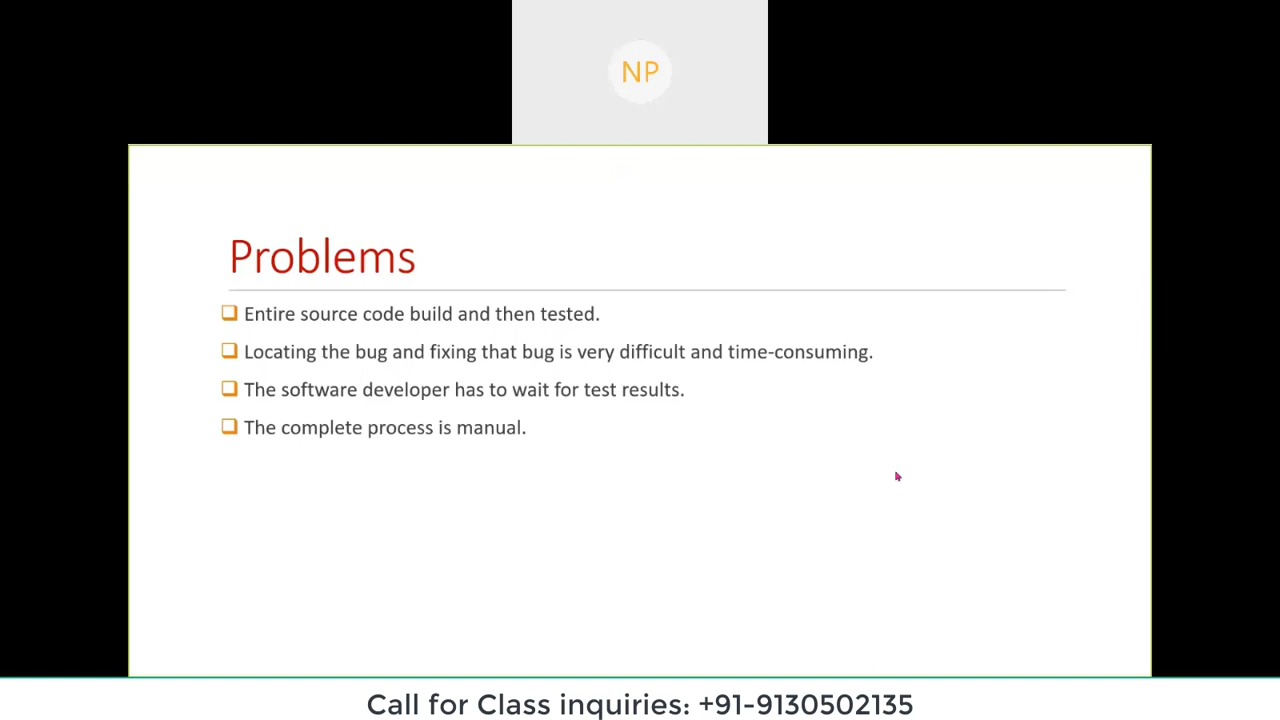 NP
Problems
Entire source code build and then tested.
Locating the bug and fixing that bug is very difficult and time-consuming.
The software developer has to wait for test results.
The complete process is manual.
Call for Class inquiries: +91-9130502135